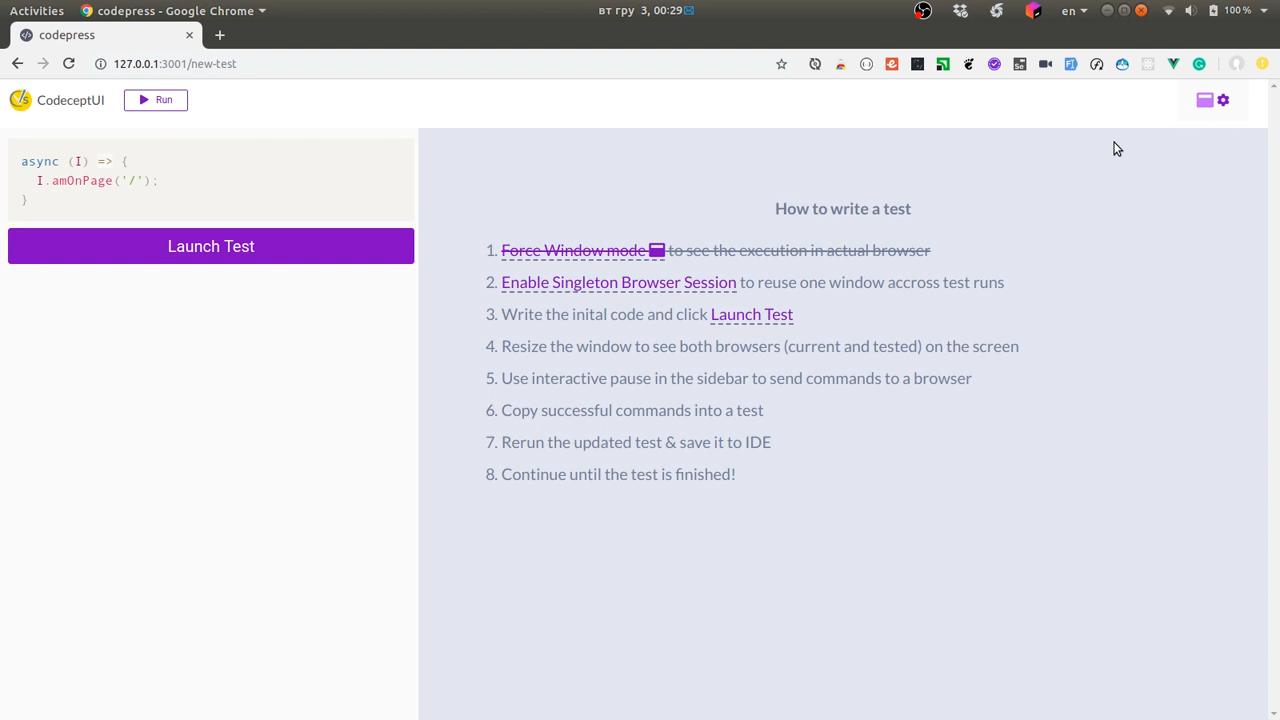 Activities codepress - Google Chrome вт гру 3, 00:29 en 100 %
codepress
127.0.0.1:3001/new-test
CodeceptUI Run
async (I) => {
I.amOnPage('/');
}
Launch Test
How to write a test
1. Force Window mode to see the execution in actual browser
2. Enable Singleton Browser Session to reuse one window accross test runs
3. Write the inital code and click Launch Test
4. Resize the window to see both browsers (current and tested) on the screen
5. Use interactive pause in the sidebar to send commands to a browser
6. Copy successful commands into a test
7. Rerun the updated test & save it to IDE
8. Continue until the test is finished!